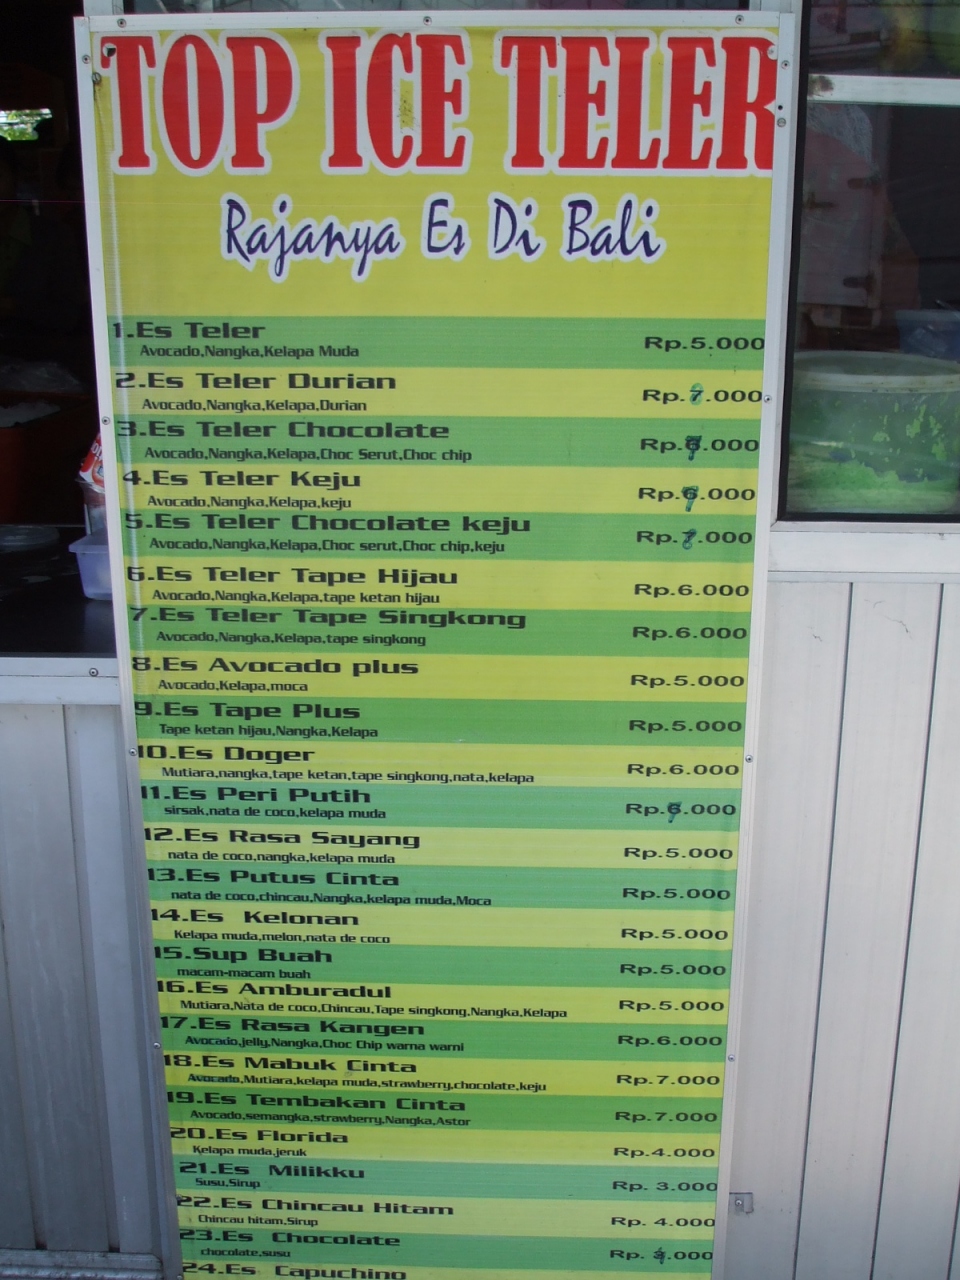 TOP ICE TELER
Rajanya Es Di Bali
1.Es Teler
Avocado,Nangka,Kelapa Muda
Rp.5.000
2.Es Teler Durian
Avocado,Nangka,Kelapa,Durian
Rp.7.000
3.Es Teler Chocolate
Avocado,Nangka,Kelapa,Choc Serut,Choc chip
Rp.7.000
4.Es Teler Keju
Avocado,Nangka,Kelapa,keju
Rp.7.000
5.Es Teler Chocolate keju
Avocado,Nangka,Kelapa,Choc serut,Choc chip,keju
6.Es Teler Tape Hijau
Avocado,Nangka,Kelapa,tape ketan hijau
Rp.6.000
7.Es Teler Tape Singkong
Avocado,Nangka,Kelapa,tape singkong
Rp.6.000
8.Es Avocado plus
Avocado,Kelapa,moca
Rp.5.000
9.Es Tape Plus
Tape ketan hijau,Nangka,Kelapa
Rp.5.000
10.Es Doger
Mutiara,nangka,tape ketan,tape singkong,nata,kelapa
Rp.6.000
11.Es Peri Putih
sirsak,nata de coco,kelapa muda
12.Es Rasa Sayang
nata de coco,nangka,kelapa muda
Rp.5.000
13.Es Putus Cinta
nata de coco,chincau,Nangka,kelapa muda,Moca
Rp.5.000
14.Es Kelonan
Kelapa muda,melon,nata de coco
Rp.5.000
15.Sup Buah
macam-macam buah
Rp.5.000
16.Es Amburadul
Mutiara,Nata de coco,Chincau,Tape singkong,Nangka,Kelapa
Rp.5.000
17.Es Rasa Kangen
Avocado,jelly,Nangka,Choc Chip warna warni
Rp.6.000
18.Es Mabuk Cinta
Avocado,Mutiara,kelapa muda,strawberry,chocolate,keju
Rp.7.000
19.Es Tembakan Cinta
Avocado,semangka,strawberry,Nangka,Astor
Rp.7.000
20.Es Florida
Kelapa muda,jeruk
Rp.4.000
21.Es Milikku
Susu,Sirup
Rp. 3.000
22.Es Chincau Hitam
Chincau hitam,Sirup
Rp. 4.000
23.Es Chocolate
chocolate,susu
24.Es Capuchino